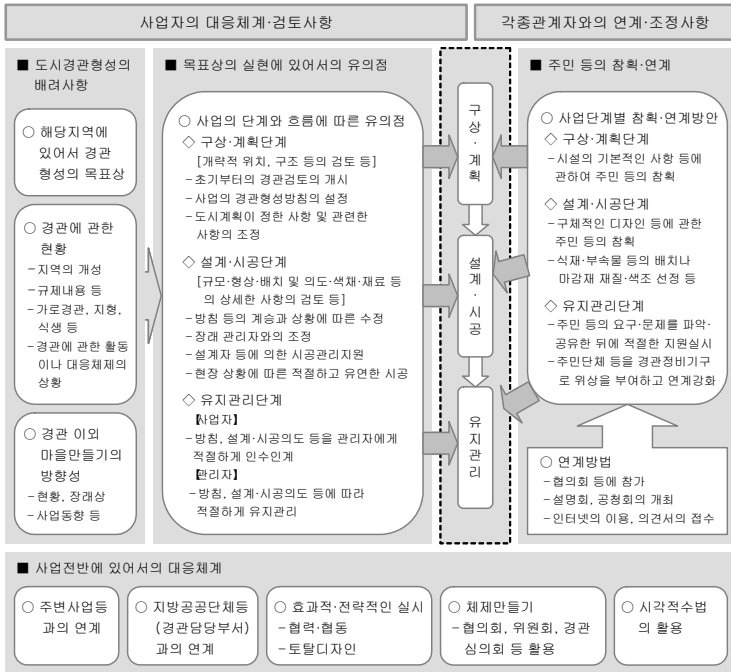 사업자의 대응체계·검토사항
각종관계자와의 연계·조정사항
■ 도시경관형성의
배려사항
○ 해당지역에
있어서 경관
형성의 목표상
○ 경관에 관한
현황
-지역의 개성
-규제내용 등
-가로경관, 지형,
식생 등
-경관에 관한 활동
이나 대응체제의
상황
○ 경관 이외
마을만들기의
방향성
-현황, 장래상
-사업동향 등
■ 목표상의 실현에 있어서의 유의점
○ 사업의 단계와 흐름에 따른 유의점
◇ 구상·계획단계
[개략적 위치, 구조 등의 검토 등]
-초기부터의 경관검토의 개시
-사업의 경관형성방침의 설정
-도시계획이 정한 사항 및 관련한
사항의 조정
◇ 설계·시공단계
[규모·형상·배치 및 의도·색채·재료 등
의 상세한 사항의 검토 등]
-방침 등의 계승과 상황에 따른 수정
-장래 관리자와의 조정
-설계자 등에 의한 시공관리지원
-현장 상황에 따른 적절하고 유연한 시공
◇ 유지관리단계
【사업자】
-방침, 설계·시공의도 등을 관리자에게
적절하게 인수인계
【관리자】
-방침, 설계·시공의도 등에 따라
적절하게 유지관리
구상·계획
설계·시공
유지관리
■ 주민 등의 참획·연계
○ 사업단계별 참획·연계방안
◇ 구상·계획단계
-시설의 기본적인 사항 등에
관하여 주민 등의 참획
◇ 설계·시공단계
-구체적인 디자인 등에 관한
주민 등의 참획
-식재·부속물 등의 배치나
마감재 재질·색조 선정 등
◇ 유지관리단계
-주민 등의 요구·문제를 파악·
공유한 뒤에 적절한 지원실시
-주민단체 등을 경관정비기구
로 위상을 부여하고 연계강화
○ 연계방법
-협의회 등에 참가
-설명회, 공청회의 개최
-인터넷의 이용, 의견서의 접수
■ 사업전반에 있어서의 대응체계
○ 주변사업등
과의 연계
○ 지방공공단체등
(경관담당부서)
과의 연계
○ 효과적·전략적인 실시
-협력·협동
-토탈디자인
○ 체제만들기
-협의회, 위원회, 경관
심의회 등 활용
○ 시각적수법
의 활용